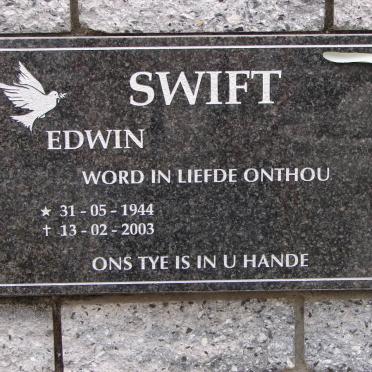 SWIFT
EDWIN
WORD IN LIEFDE ONTHOU
★ 31 - 05 - 1944
✝ 13 - 02 - 2003
ONS TYE IS IN U HANDE